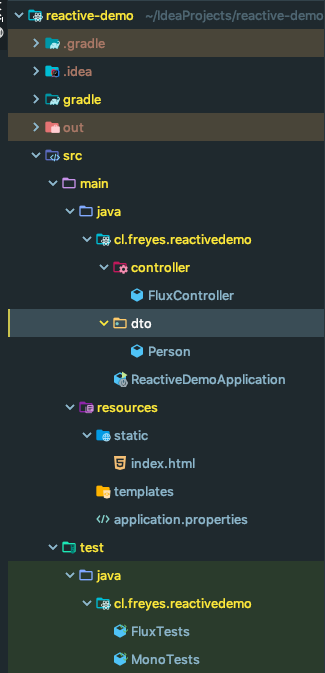 reactive-demo ~/IdeaProjects/reactive-demo
.gradle
.idea
gradle
out
src
main
java
cl.freyes.reactivedemo
controller
FluxController
dto
Person
ReactiveDemoApplication
resources
static
index.html
templates
application.properties
test
java
cl.freyes.reactivedemo
FluxTests
MonoTests